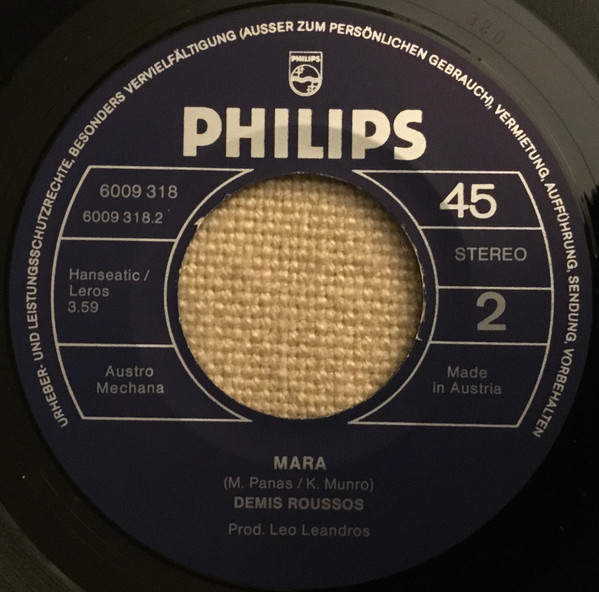 URHEBER- UND LEISTUNGSSCHUTZRECHTE, BESONDERS VERVIELFÄLTIGUNG (AUSSER ZUM PERSÖNLICHEN GEBRAUCH), VERMIETUNG, AUFFÜHRUNG, SENDUNG, VORBEHALTEN
PHILIPS
PHILIPS
6009 318
6009 318.2
Hanseatic /
Leros
3.59
Austro
Mechana
45
STEREO
2
Made
in Austria
MARA
(M. Panas / K. Munro)
DEMIS ROUSSOS
Prod. Leo Leandros